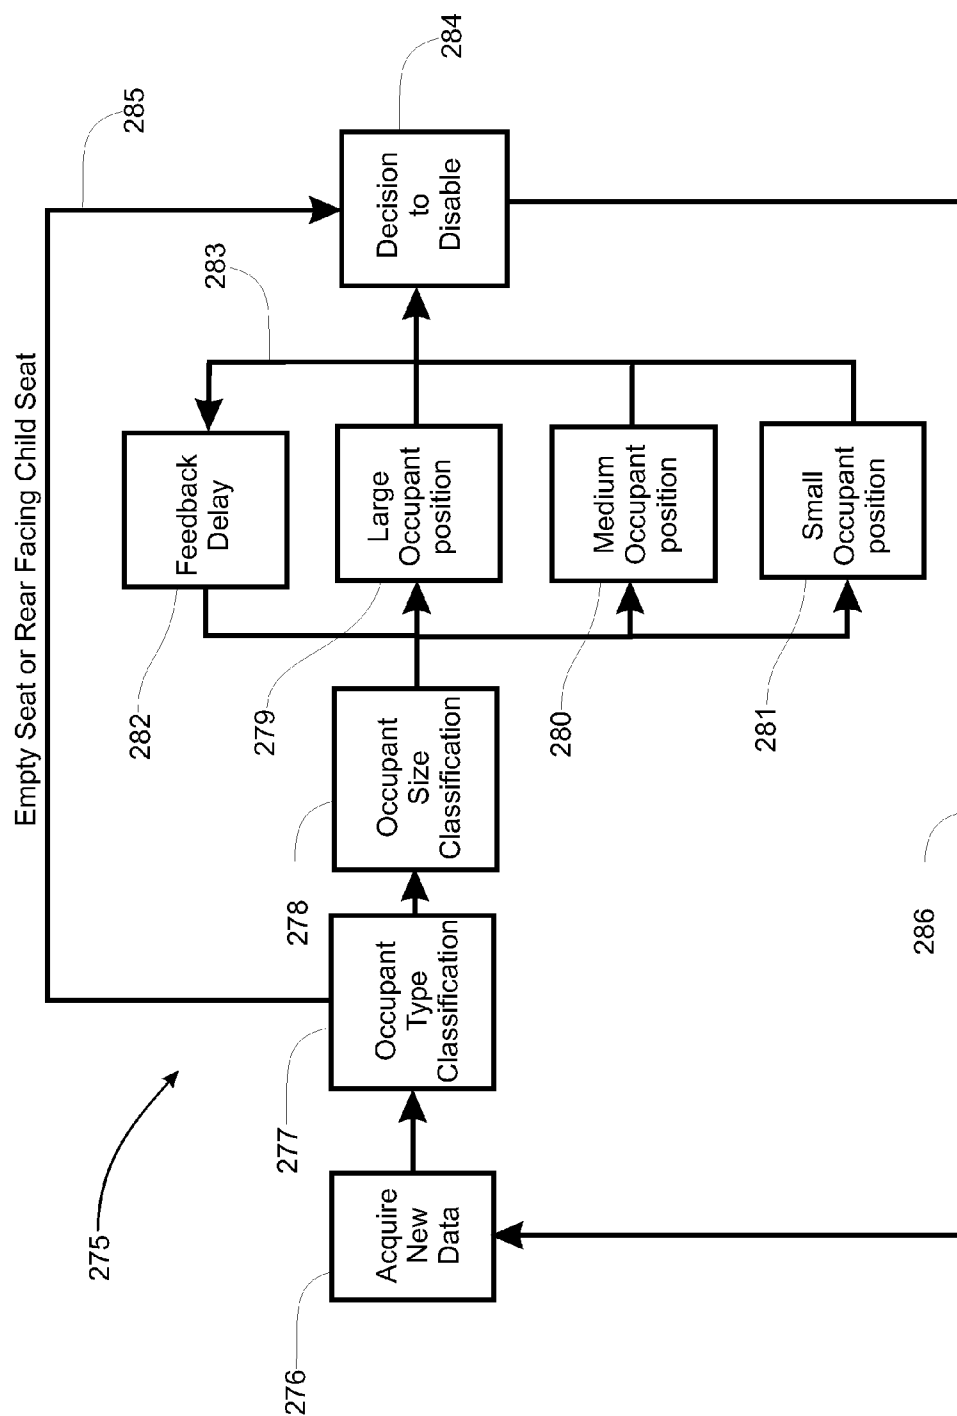 Empty Seat or Rear Facing Child Seat
285
284
283
275
282
Feedback
Delay
276
Acquire
New
Data
277
Occupant
Type
Classification
278
Occupant
Size
Classification
279
Large
Occupant
position
Decision
to
Disable
280
Medium
Occupant
position
281
Small
Occupant
position
286